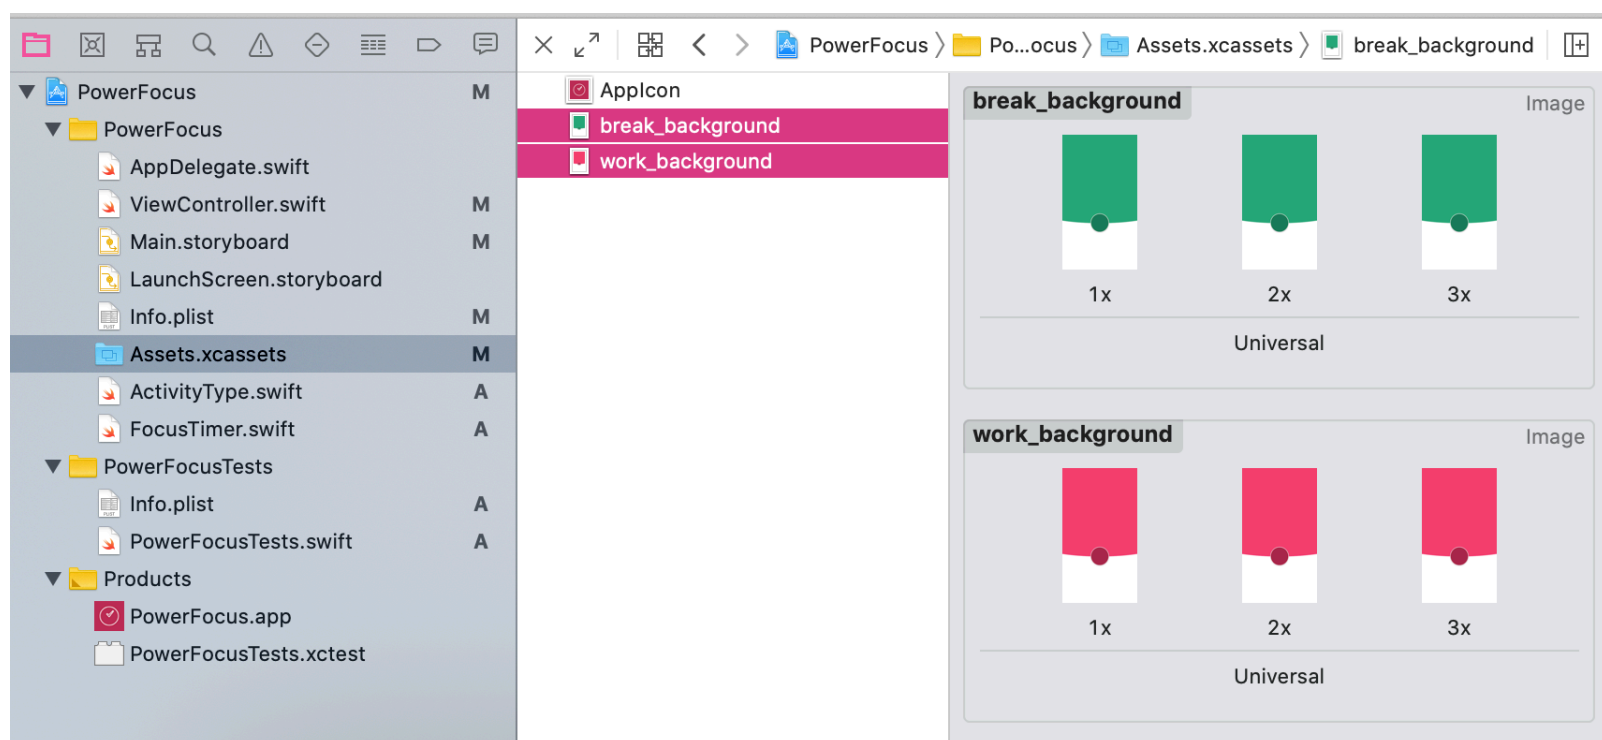 PowerFocus M
PowerFocus
AppDelegate.swift
ViewController.swift M
Main.storyboard M
LaunchScreen.storyboard
Info.plist M
Assets.xcassets M
ActivityType.swift A
FocusTimer.swift A
PowerFocusTests
Info.plist A
PowerFocusTests.swift A
Products
PowerFocus.app
PowerFocusTests.xctest
PowerFocus Po...ocus Assets.xcassets break_background
AppIcon
break_background
work_background
break_background Image
1x 2x 3x
Universal
work_background Image
1x 2x 3x
Universal